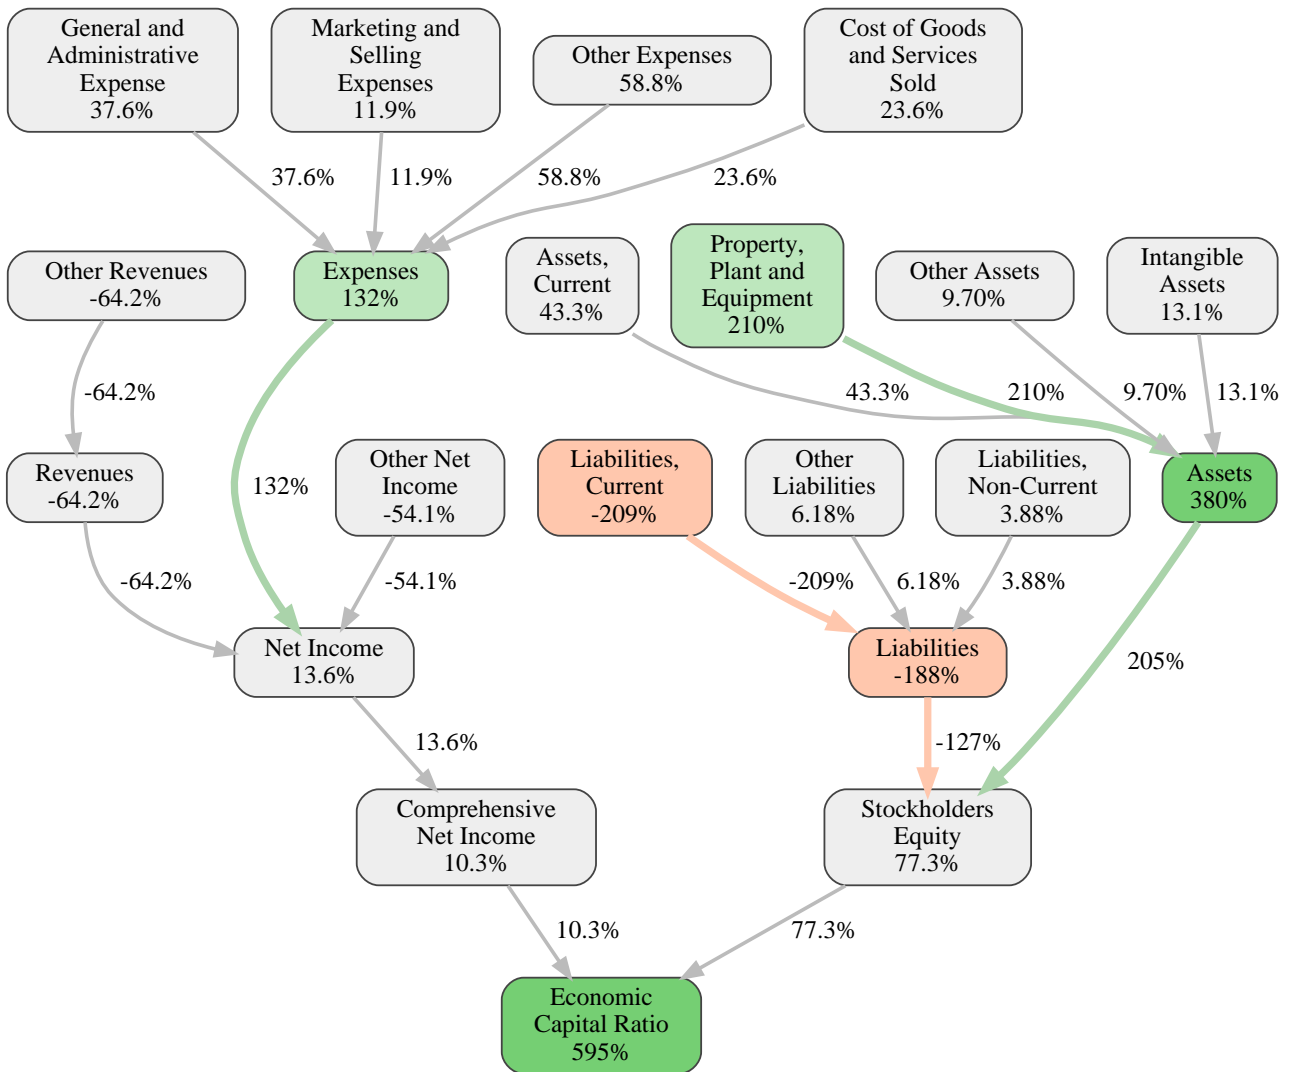 General and
Administrative
Expense
37.6%
Marketing and
Selling
Expenses
11.9%
Other Expenses
58.8%
Cost of Goods
and Services
Sold
23.6%
37.6%
11.9%
58.8%
23.6%
Other Revenues
-64.2%
Expenses
132%
Assets,
Current
43.3%
Property,
Plant and
Equipment
210%
Other Assets
9.70%
Intangible
Assets
13.1%
-64.2%
43.3%
210%
9.70%
13.1%
Revenues
-64.2%
132%
Other Net
Income
-54.1%
Liabilities,
Current
-209%
Other
Liabilities
6.18%
Liabilities,
Non-Current
3.88%
Assets
380%
-64.2%
-54.1%
-209%
6.18%
3.88%
Net Income
13.6%
Liabilities
-188%
205%
13.6%
-127%
Comprehensive
Net Income
10.3%
Stockholders
Equity
77.3%
10.3%
77.3%
Economic
Capital Ratio
595%